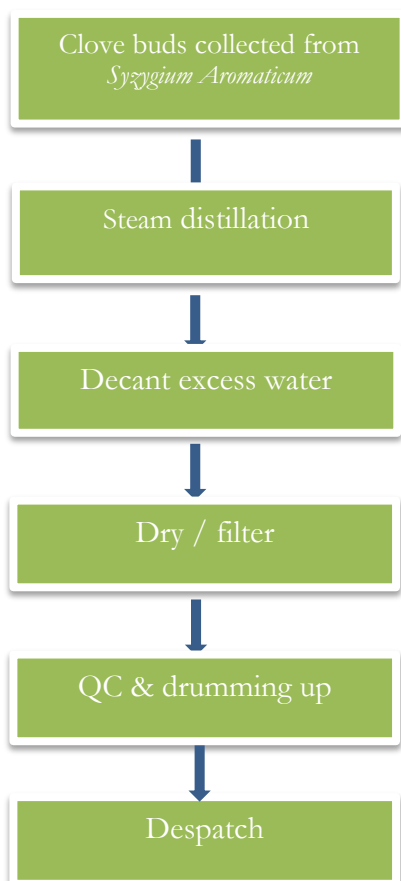 Clove buds collected from
Syzygium Aromaticum
Steam distillation
Decant excess water
Dry / filter
QC & drumming up
Despatch